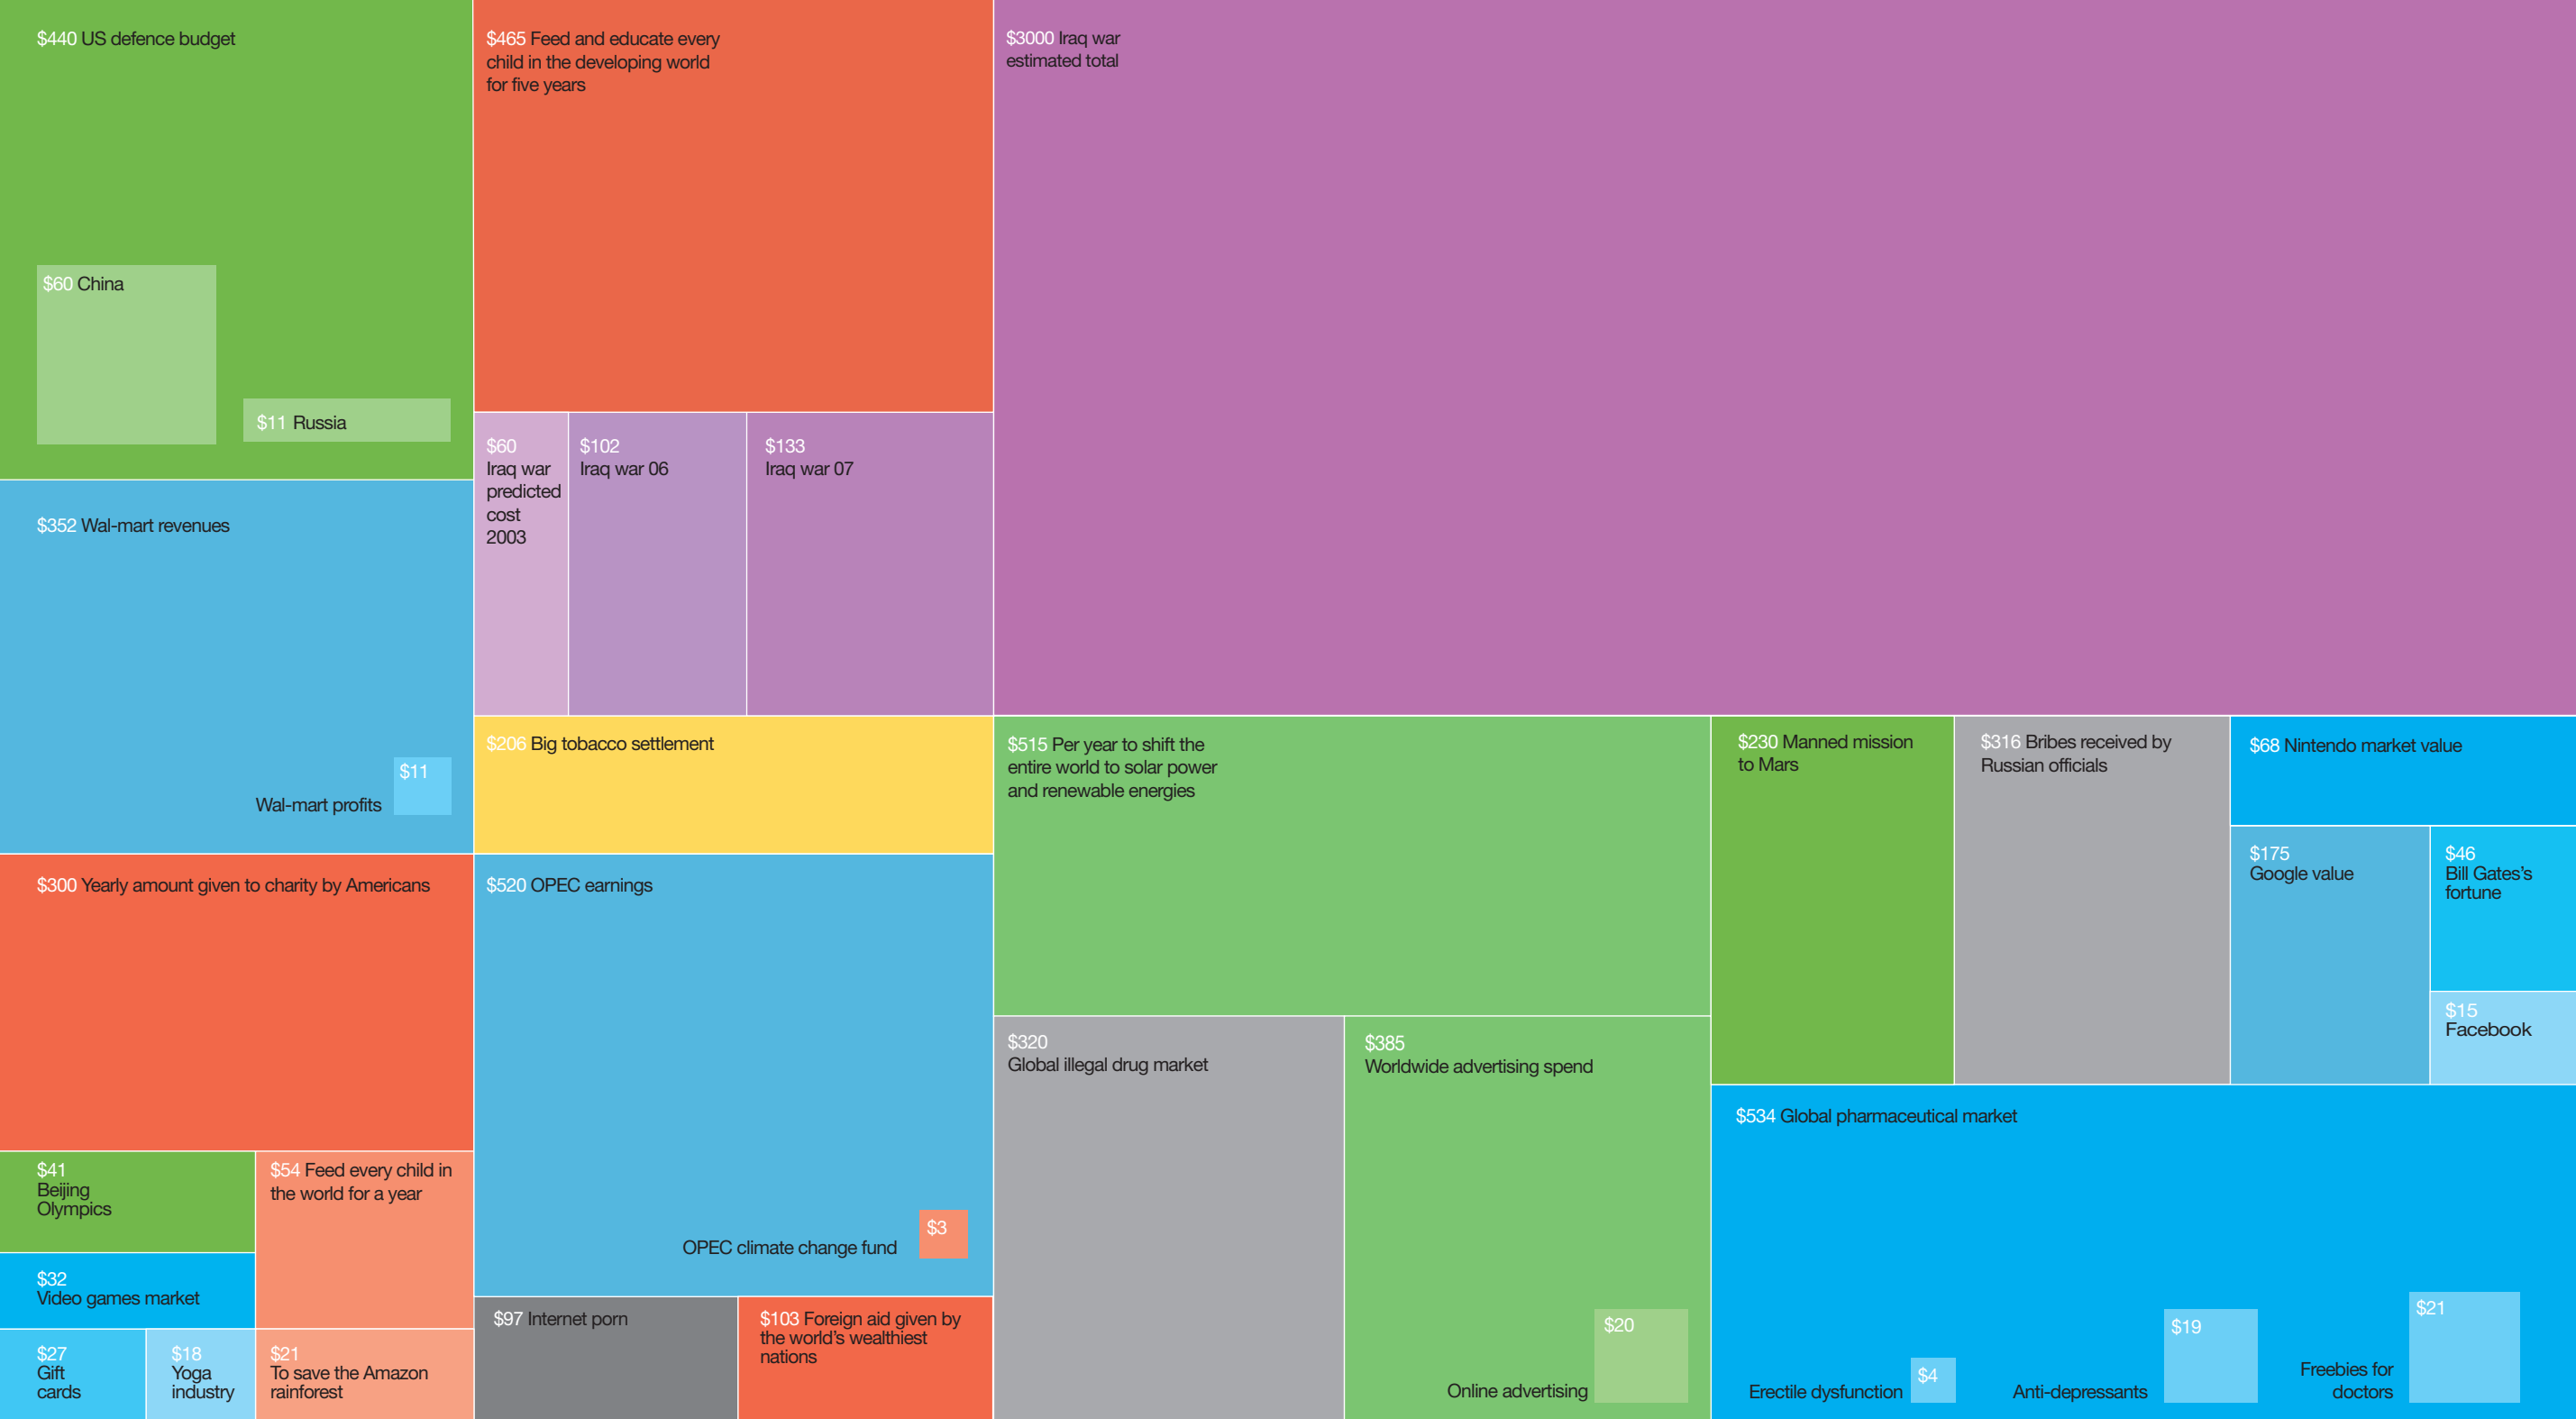 $440 US defence budget
$60 China
$11 Russia
$465 Feed and educate every
child in the developing world
for five years
$3000 Iraq war
estimated total
$60
Iraq war
predicted
cost
2003
$102
Iraq war 06
$133
Iraq war 07
$352 Wal-mart revenues
$11
Wal-mart profits
$206 Big tobacco settlement
$515 Per year to shift the
entire world to solar power
and renewable energies
$230 Manned mission
to Mars
$316 Bribes received by
Russian officials
$68 Nintendo market value
$175
Google value
$46
Bill Gates's
fortune
$15
Facebook
$300 Yearly amount given to charity by Americans
$520 OPEC earnings
$3
OPEC climate change fund
$320
Global illegal drug market
$385
Worldwide advertising spend
$20
Online advertising
$534 Global pharmaceutical market
$4
Erectile dysfunction
$19
Anti-depressants
$21
Freebies for
doctors
$41
Beijing
Olympics
$54 Feed every child in
the world for a year
$32
Video games market
$27
Gift
cards
$18
Yoga
industry
$21
To save the Amazon
rainforest
$97 Internet porn
$103 Foreign aid given by
the world's wealthiest
nations